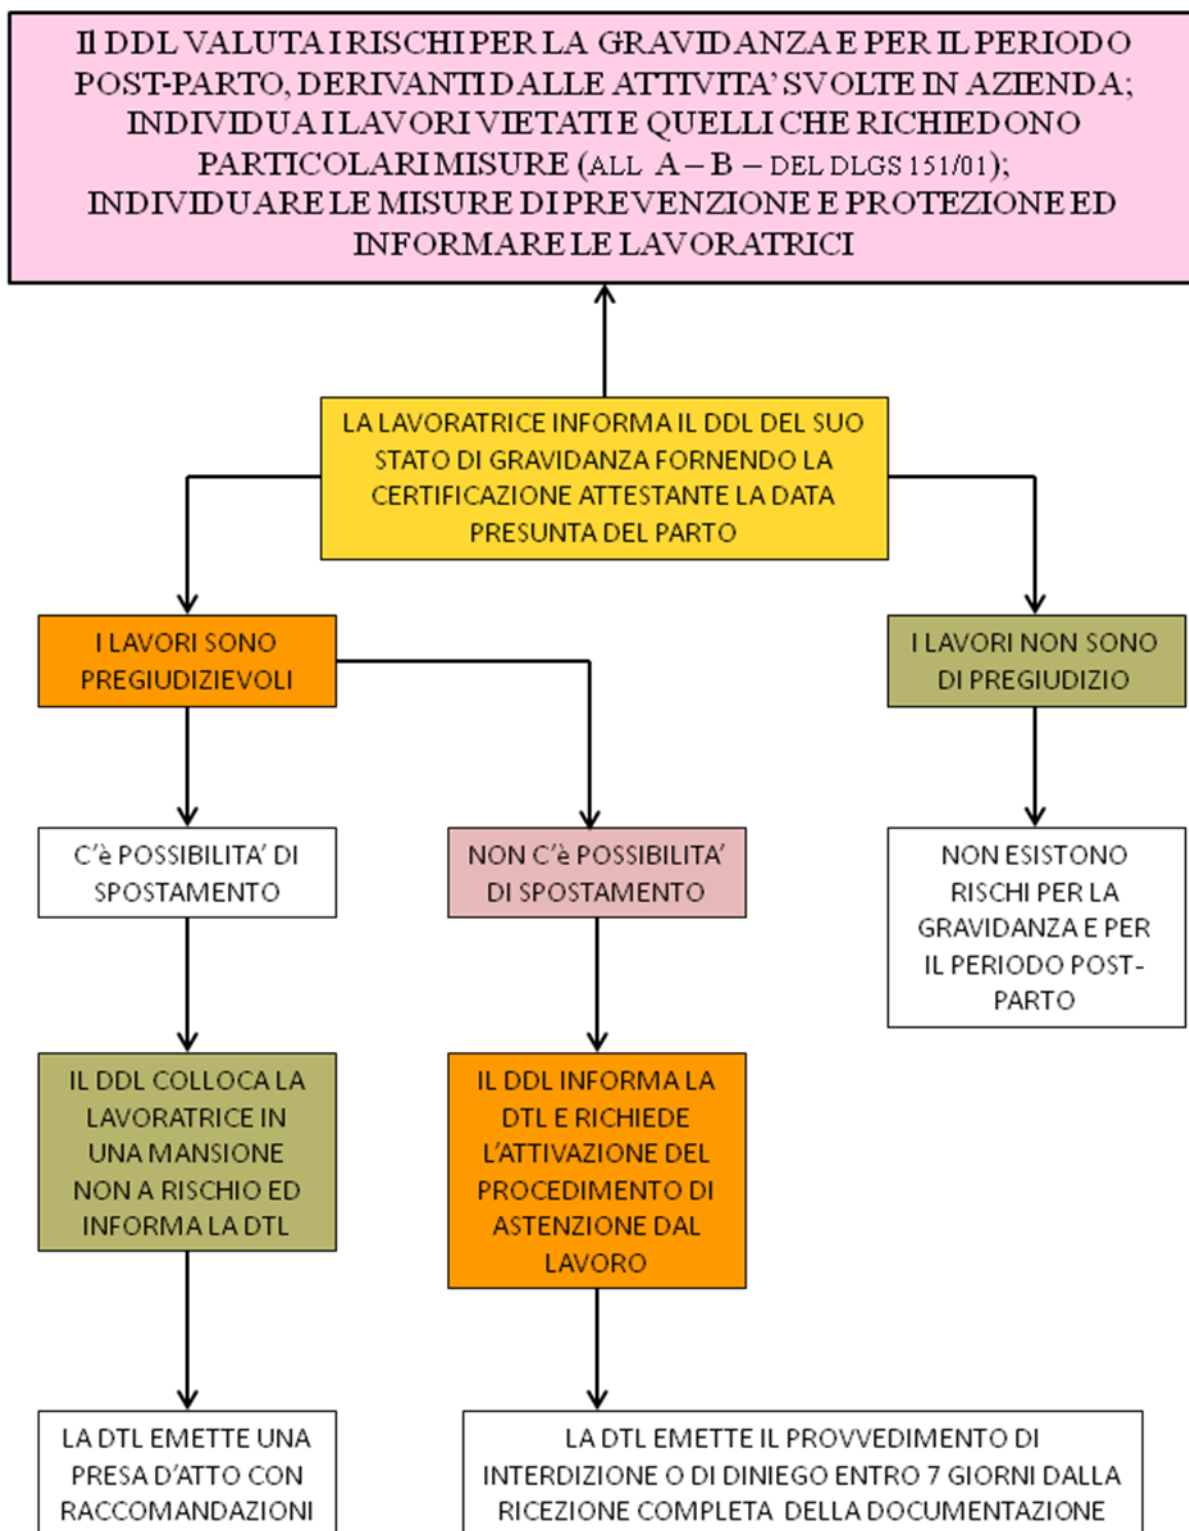 Il DDL VALUTA I RISCHI PER LA GRAVIDANZA E PER IL PERIODO
POST-PARTO, DERIVANTI DALLE ATTIVITA' SVOLTE IN AZIENDA;
INDIVIDUA I LAVORI VIETATI E QUELLI CHE RICHIEDONO
PARTICOLARI MISURE (ALL A – B – DEL DLGS 151/01);
INDIVIDUARE LE MISURE DI PREVENZIONE E PROTEZIONE ED
INFORMARE LE LAVORATRICI
LA LAVORATRICE INFORMA IL DDL DEL SUO
STATO DI GRAVIDANZA FORNENDO LA
CERTIFICAZIONE ATTESTANTE LA DATA
PRESUNTA DEL PARTO
I LAVORI SONO
PREGIUDIZIEVOLI
I LAVORI NON SONO
DI PREGIUDIZIO
C'è POSSIBILITA' DI
SPOSTAMENTO
NON C'è POSSIBILITA'
DI SPOSTAMENTO
NON ESISTONO
RISCHI PER LA
GRAVIDANZA E PER
IL PERIODO POST-
PARTO
IL DDL COLLOCA LA
LAVORATRICE IN
UNA MANSIONE
NON A RISCHIO ED
INFORMA LA DTL
IL DDL INFORMA LA
DTL E RICHIEDE
L'ATTIVAZIONE DEL
PROCEDIMENTO DI
ASTENZIONE DAL
LAVORO
LA DTL EMETTE UNA
PRESA D'ATTO CON
RACCOMANDAZIONI
LA DTL EMETTE IL PROVVEDIMENTO DI
INTERDIZIONE O DI DINIEGO ENTRO 7 GIORNI DALLA
RICEZIONE COMPLETA DELLA DOCUMENTAZIONE